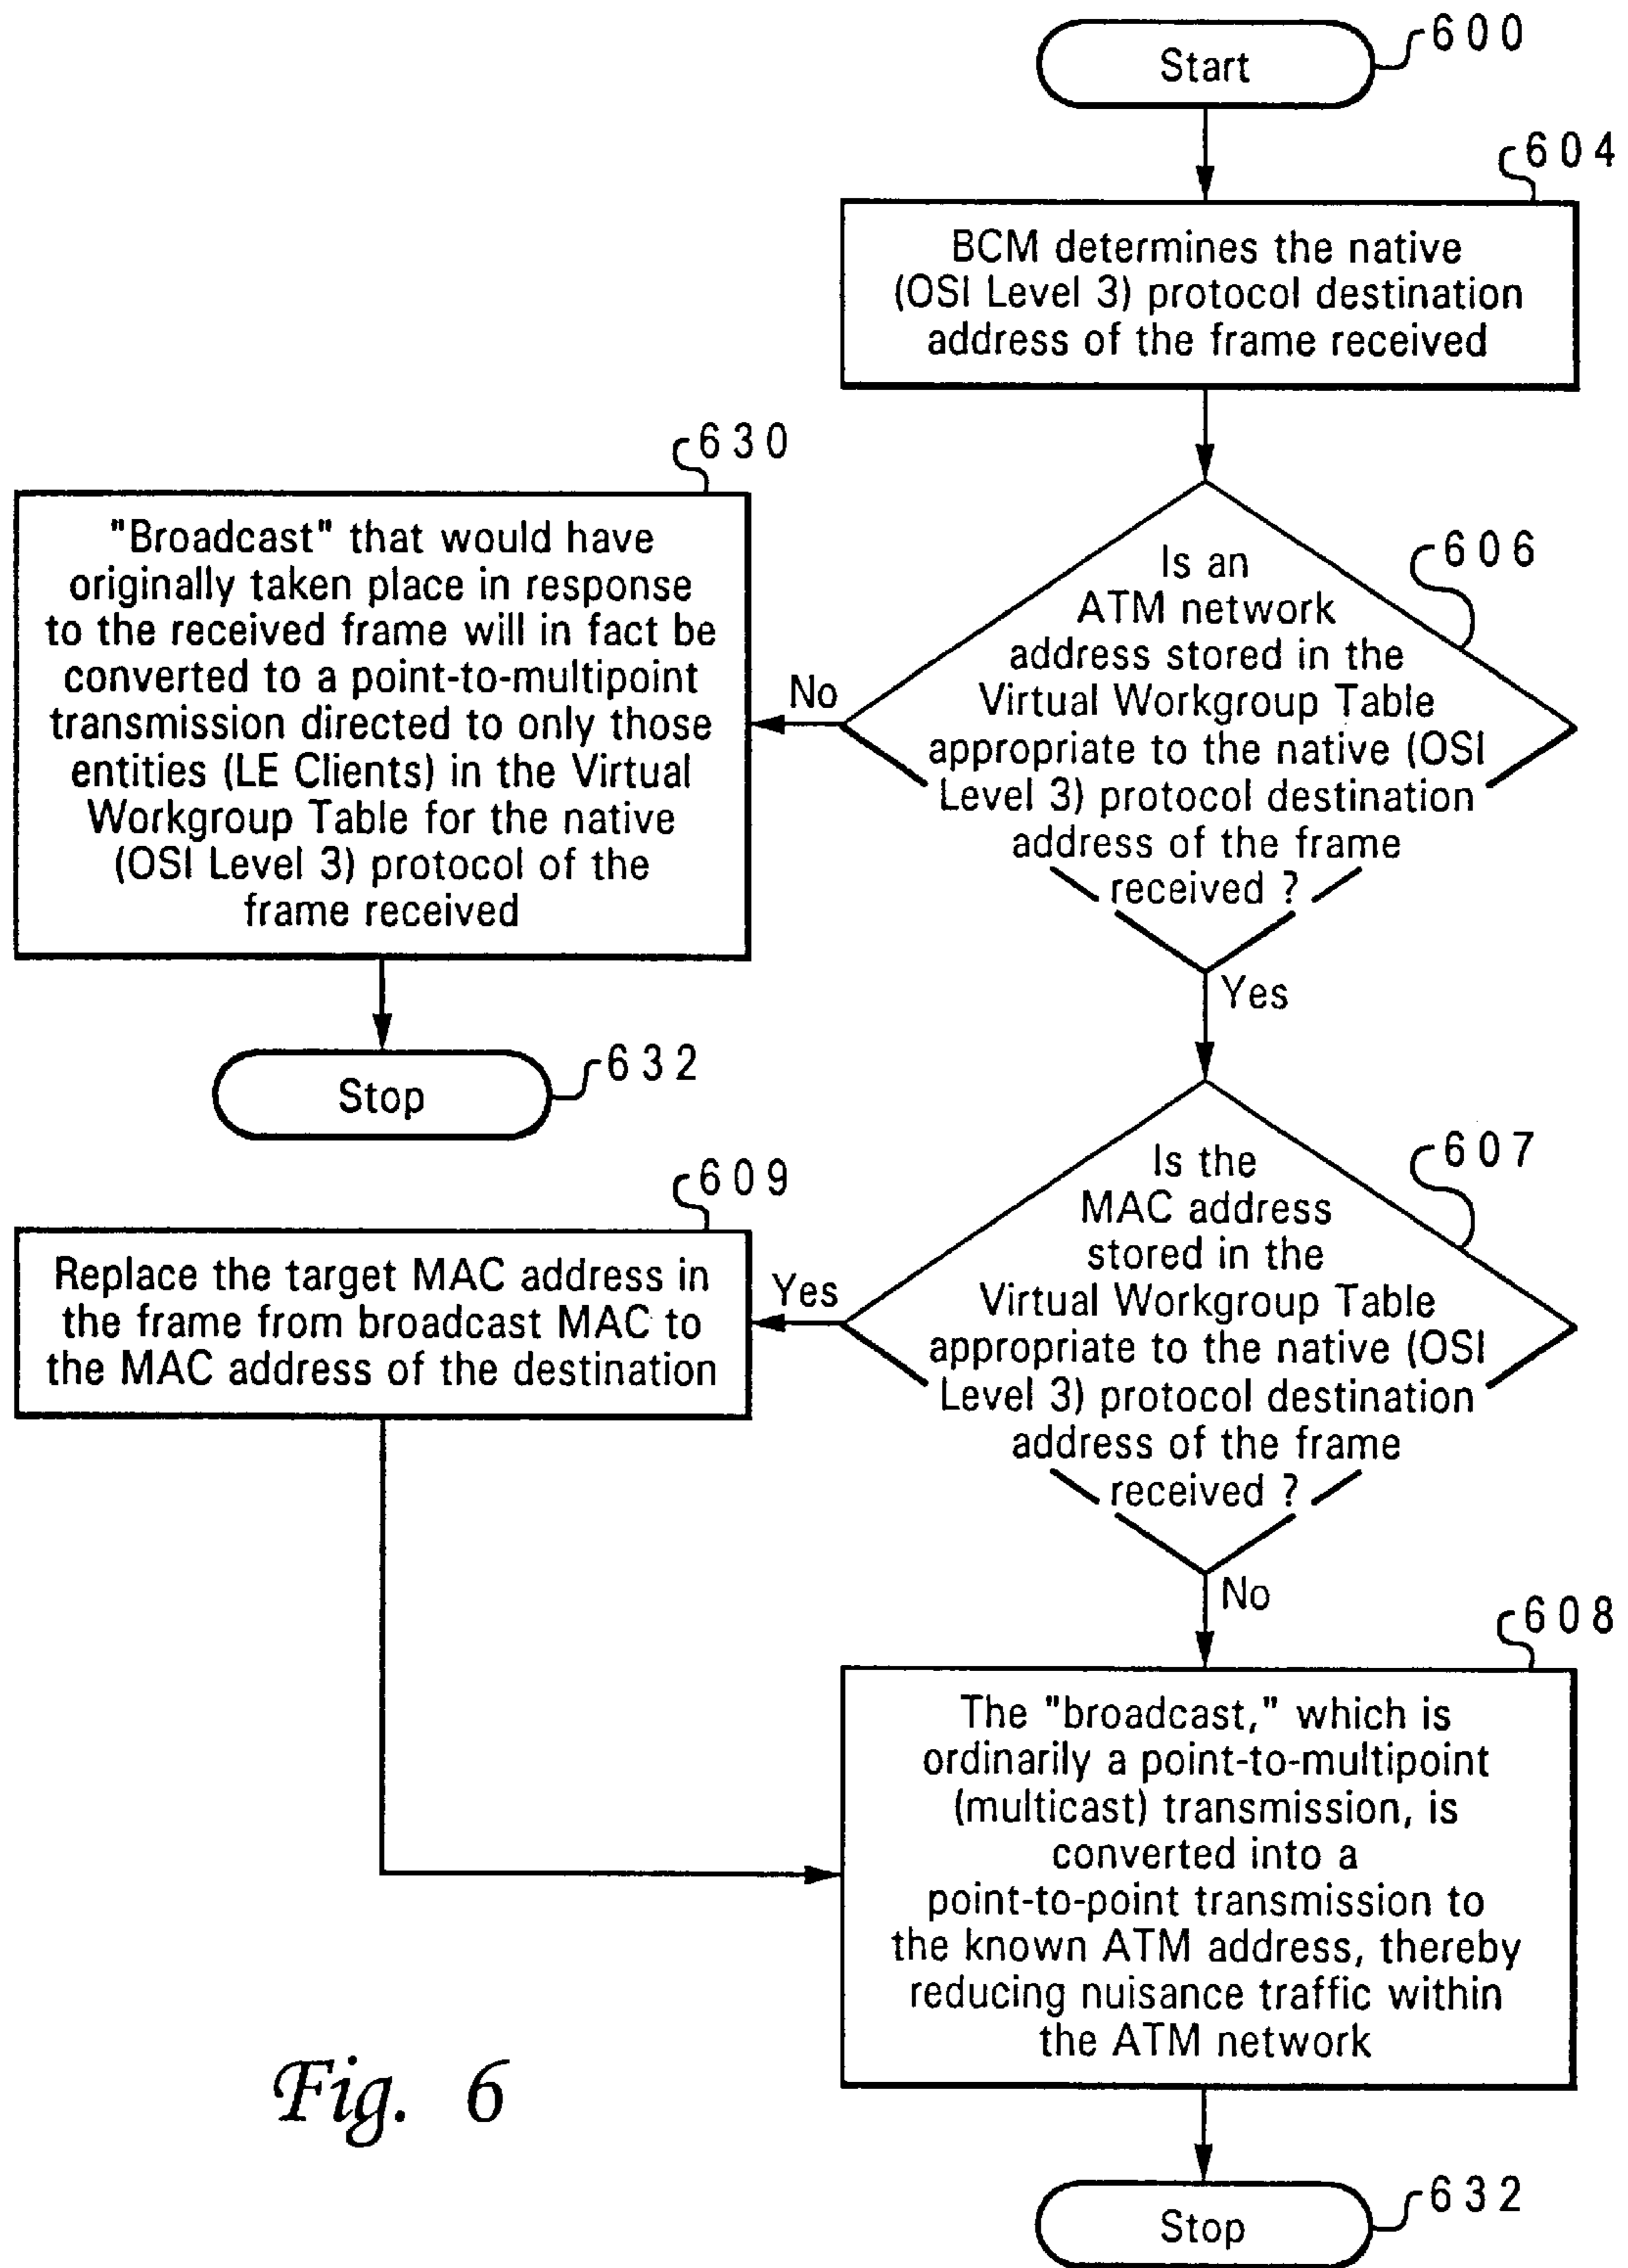 Start
600
604
BCM determines the native
(OSI Level 3) protocol destination
address of the frame received
630
"Broadcast" that would have
originally taken place in response
to the received frame will in fact be
converted to a point-to-multipoint
transmission directed to only those
entities (LE Clients) in the Virtual
Workgroup Table for the native
(OSI Level 3) protocol of the
frame received
No
606
Is an
ATM network
address stored in the
Virtual Workgroup Table
appropriate to the native (OSI
Level 3) protocol destination
address of the frame
received ?
Yes
Stop
632
609
Replace the target MAC address in
the frame from broadcast MAC to
the MAC address of the destination
Yes
607
Is the
MAC address
stored in the
Virtual Workgroup Table
appropriate to the native (OSI
Level 3) protocol destination
address of the frame
received ?
No
608
The "broadcast," which is
ordinarily a point-to-multipoint
(multicast) transmission, is
converted into a
point-to-point transmission to
the known ATM address, thereby
reducing nuisance traffic within
the ATM network
Fig. 6
Stop
632